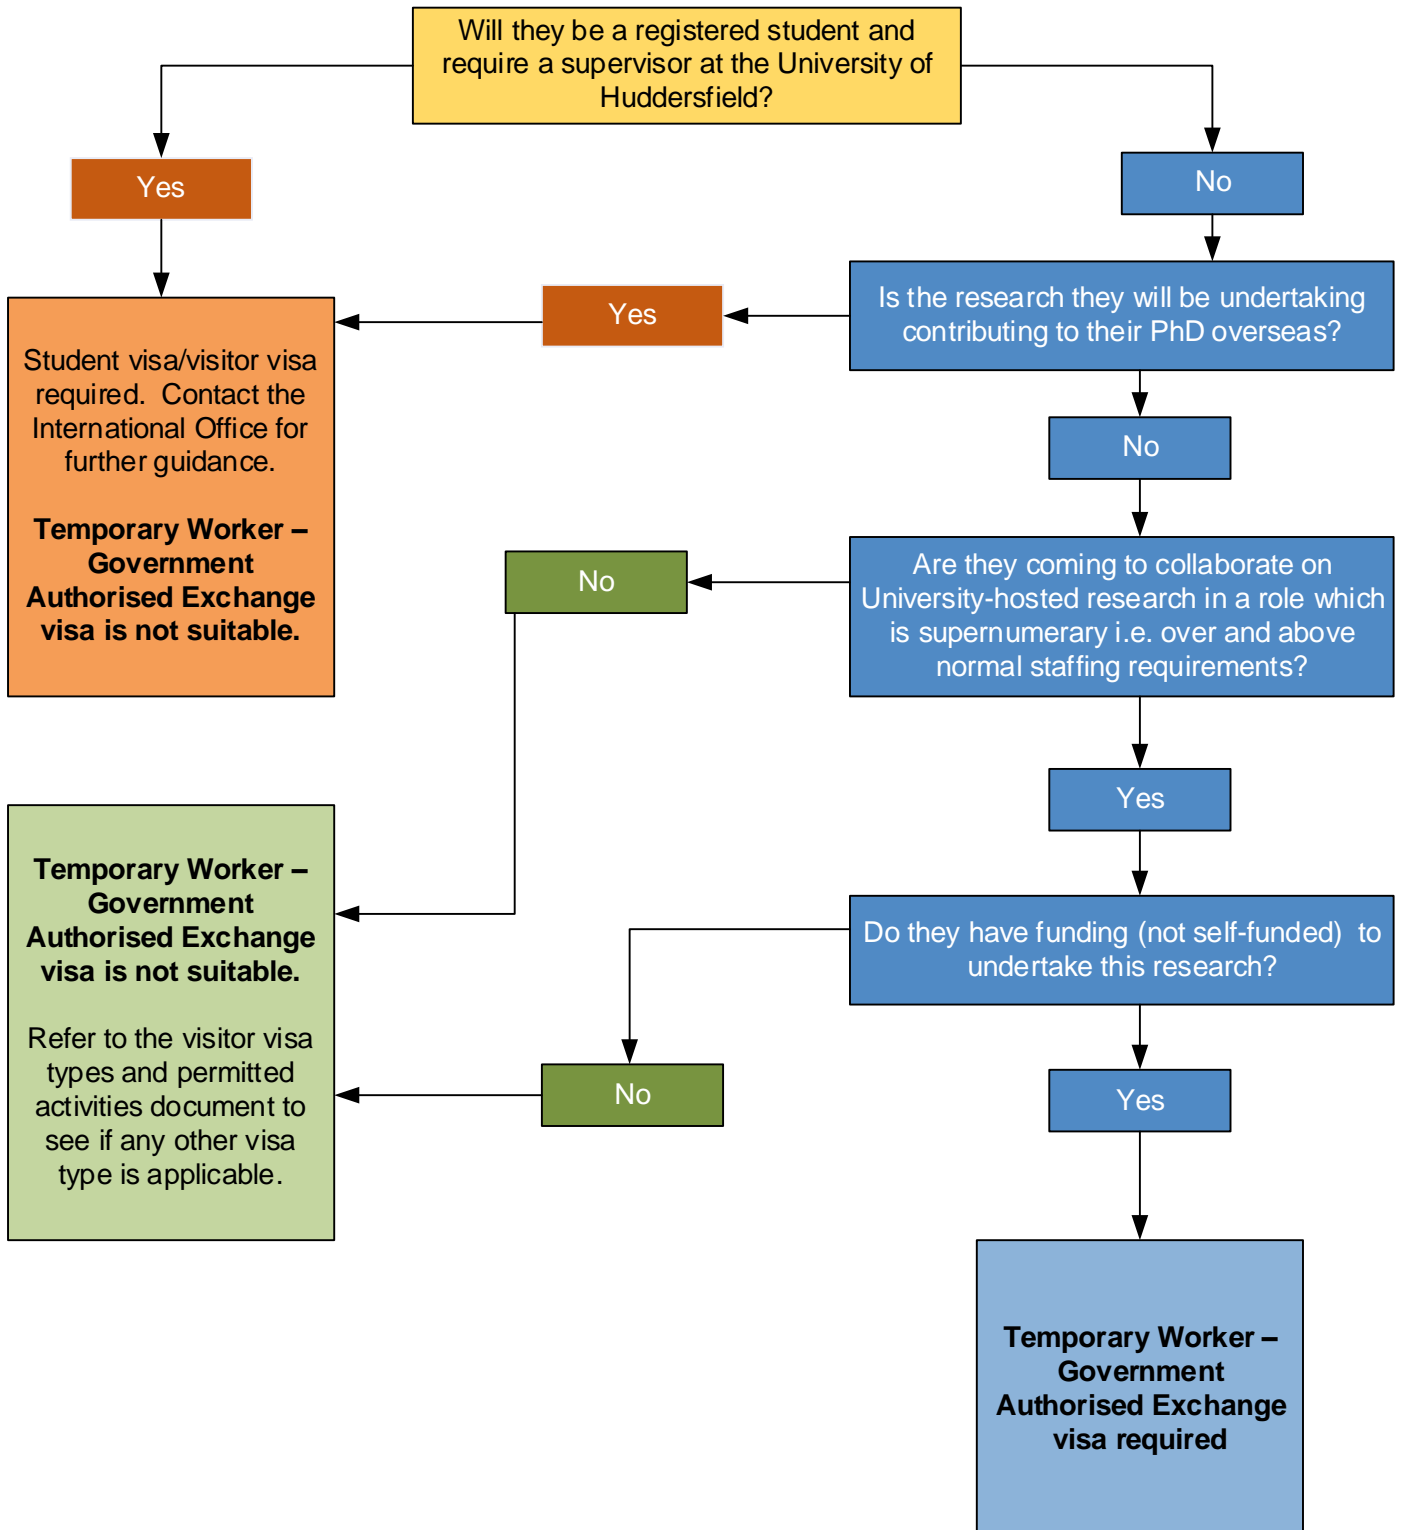 Will they be a registered student and
require a supervisor at the University of
Huddersfield?
Yes
No
Is the research they will be undertaking
contributing to their PhD overseas?
Yes
Student visa/visitor visa
required.  Contact the
International Office for
further guidance.
Temporary Worker –
Government
Authorised Exchange
visa is not suitable.
No
Are they coming to collaborate on
University-hosted research in a role which
is supernumerary i.e. over and above
normal staffing requirements?
No
Yes
Temporary Worker –
Government
Authorised Exchange
visa is not suitable.
Refer to the visitor visa
types and permitted
activities document to
see if any other visa
type is applicable.
Do they have funding (not self-funded)  to
undertake this research?
No
Yes
Temporary Worker –
Government
Authorised Exchange
visa required